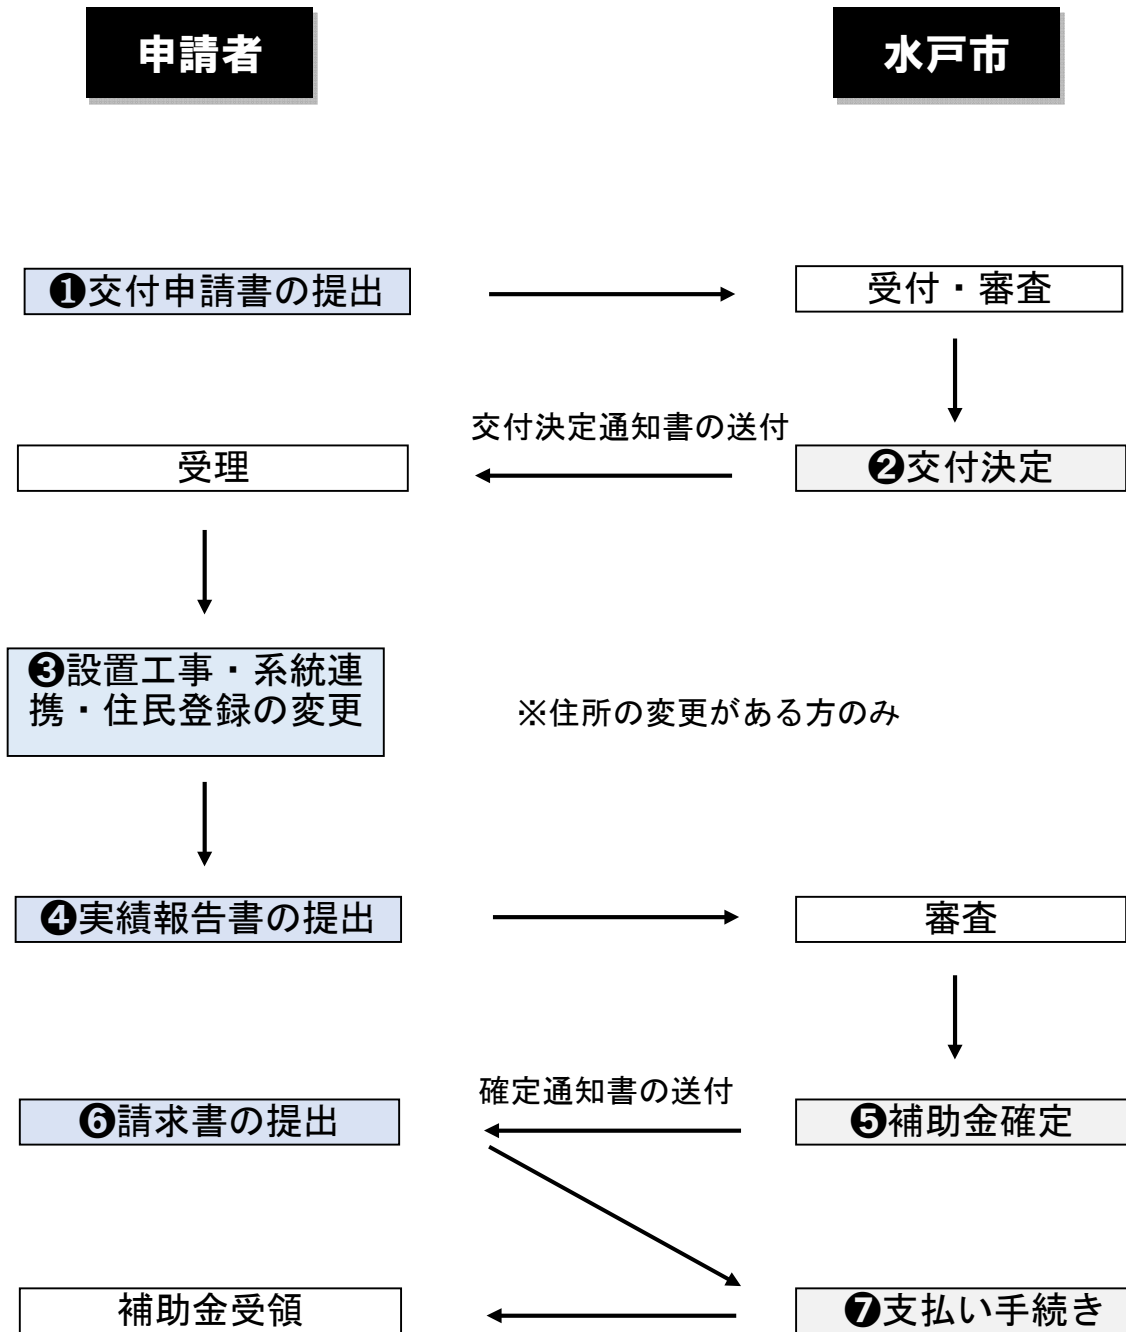 申請者
水戸市
❶交付申請書の提出
受付・審査
交付決定通知書の送付
受理
❷交付決定
❸設置工事・系統連
携・住民登録の変更
※住所の変更がある方のみ
❹実績報告書の提出
審査
確定通知書の送付
❻請求書の提出
❺補助金確定
補助金受領
❼支払い手続き